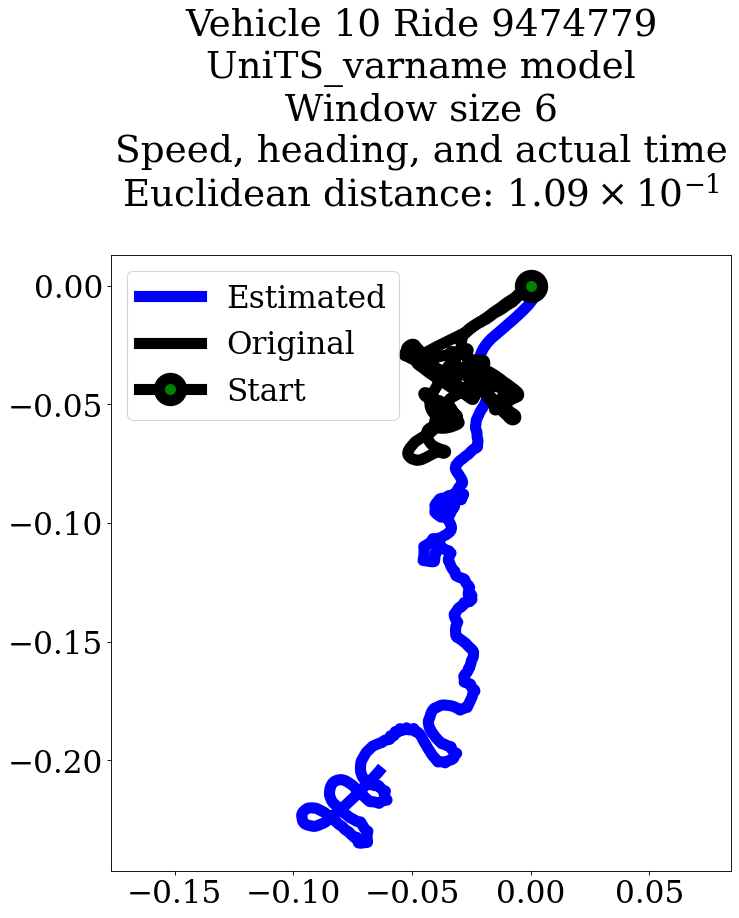 Vehicle 10 Ride 9474779
UniTS_varname model
Window size 6
Speed, heading, and actual time
Euclidean distance: 1.09 × 10⁻¹
Estimated
Original
Start
0.00
−0.05
−0.10
−0.15
−0.20
−0.15 −0.10 −0.05 0.00 0.05